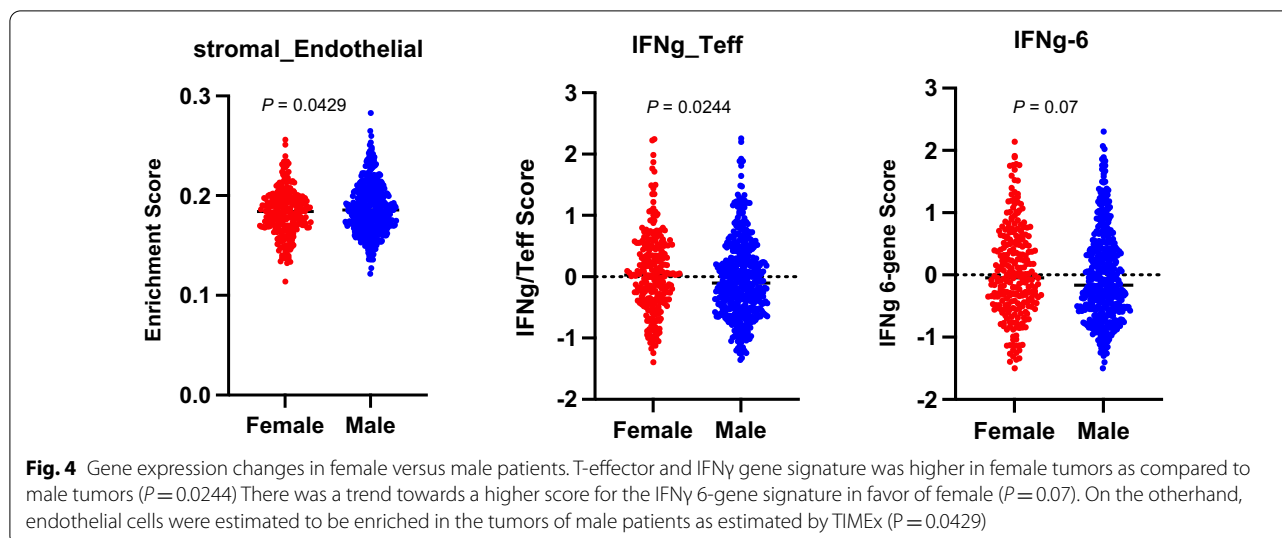 stromal_Endothelial
P = 0.0429
0.3
0.2
0.1
0.0
Enrichment Score
Female Male
IFNg_Teff
P = 0.0244
3
2
1
0
-1
-2
IFNg/Teff Score
Female Male
IFNg-6
P = 0.07
3
2
1
0
-1
-2
IFNg 6-gene Score
Female Male
Fig. 4 Gene expression changes in female versus male patients. T-effector and IFNγ gene signature was higher in female tumors as compared to
male tumors (P = 0.0244) There was a trend towards a higher score for the IFNγ 6-gene signature in favor of female (P = 0.07). On the otherhand,
endothelial cells were estimated to be enriched in the tumors of male patients as estimated by TIMEx (P = 0.0429)